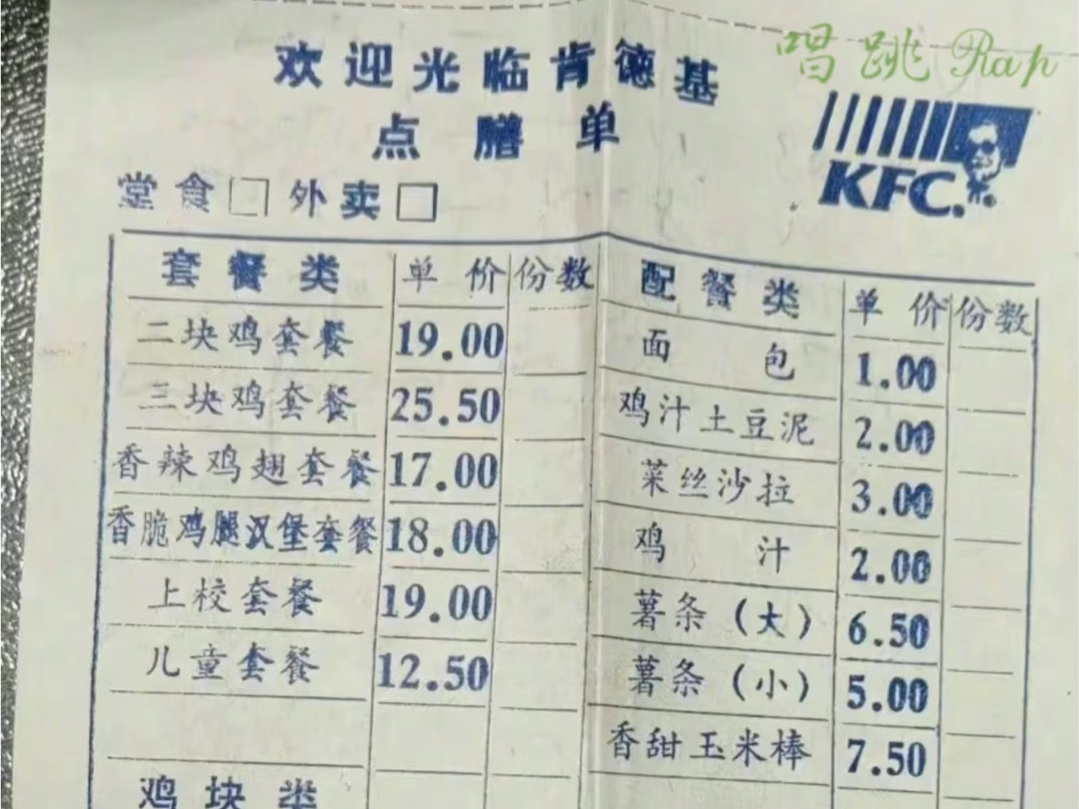 唱跳Rap
欢迎光临肯德基
点膳单
KFC.
堂食□ 外卖□
套餐类 单价 份数
二块鸡套餐 19.00
三块鸡套餐 25.50
香辣鸡翅套餐 17.00
香脆鸡腿汉堡套餐 18.00
上校套餐 19.00
儿童套餐 12.50
鸡块类
配餐类 单价 份数
面包 1.00
鸡汁土豆泥 2.00
菜丝沙拉 3.00
鸡汁 2.00
薯条(大) 6.50
薯条(小) 5.00
香甜玉米棒 7.50